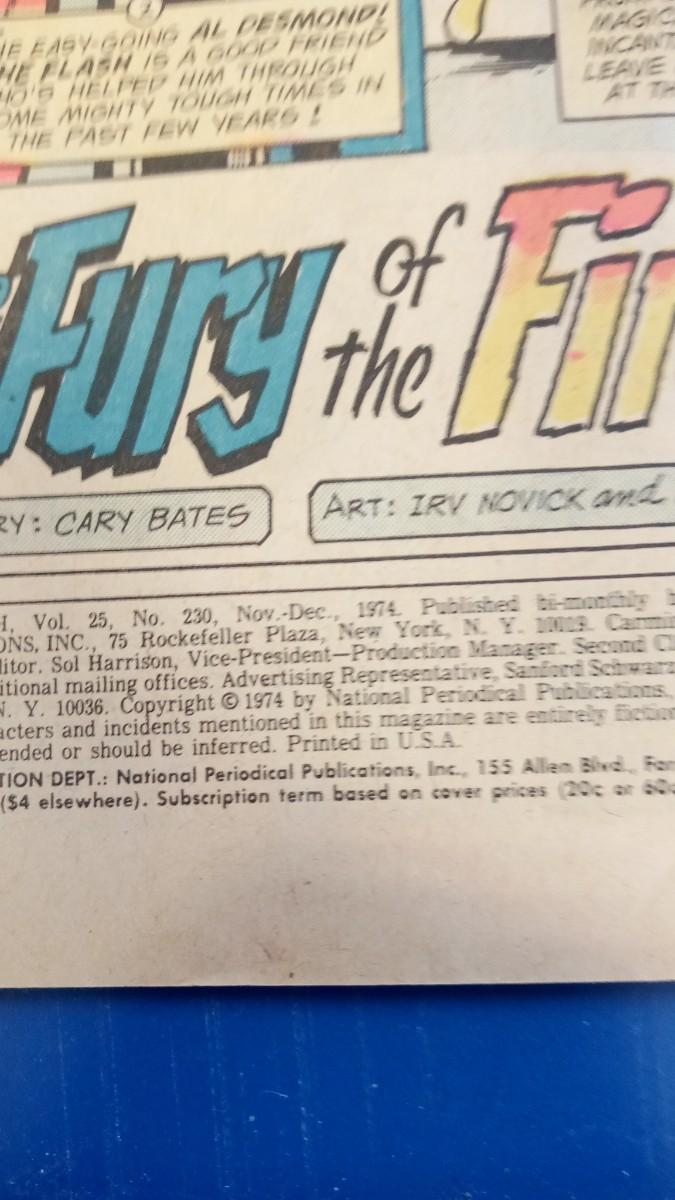 2
E EASY-GOING AL DESMOND!
HE FLASH IS A GOOD FRIEND
HO'S HELPED HIM THROUGH
OME MIGHTY TOUGH TIMES IN
THE PAST FEW YEARS!
MAGIC
INCANT
LEAVE
AT TH
Fury of the Fi
RY: CARY BATES
ART: IRV NOVICK and
H, Vol. 25, No. 230, Nov.-Dec., 1974. Published bi-monthly b
ONS, INC., 75 Rockefeller Plaza, New York, N. Y. 10019. Carmi
ditor. Sol Harrison, Vice-President—Production Manager. Second Cl
itional mailing offices. Advertising Representative, Sanford Schwarz
N. Y. 10036. Copyright © 1974 by National Periodical Publications,
acters and incidents mentioned in this magazine are entirely fiction
ended or should be inferred. Printed in U.S.A.
TION DEPT.: National Periodical Publications, Inc., 155 Allen Blvd., Far
($4 elsewhere). Subscription term based on cover prices (20c or 60c